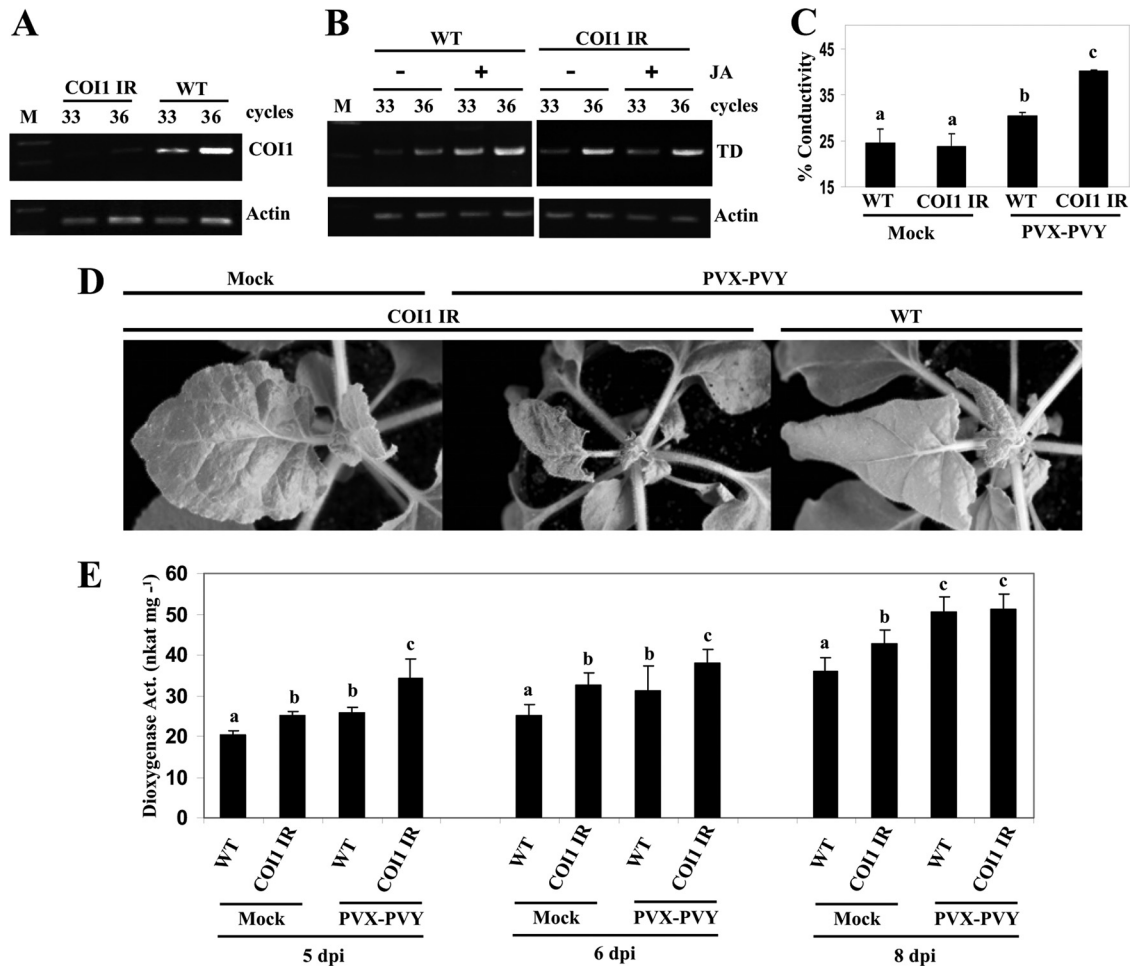 A
COI1 IR WT
M 33 36 33 36 cycles
COI1
Actin
B
WT COI1 IR
- + - + JA
M 33 36 33 36 33 36 33 36 cycles
TD
Actin
C
% Conductivity
45
35
25
15
a a b c
WT COI1 IR WT COI1 IR
Mock PVX-PVY
D
Mock PVX-PVY
COI1 IR WT
E
Dioxygenase Act. (nkat mg -1)
60
50
40
30
20
10
0
a b b c a b b c a b c c
WT COI1 IR WT COI1 IR WT COI1 IR WT COI1 IR WT COI1 IR WT COI1 IR
Mock PVX-PVY Mock PVX-PVY Mock PVX-PVY
5 dpi 6 dpi 8 dpi